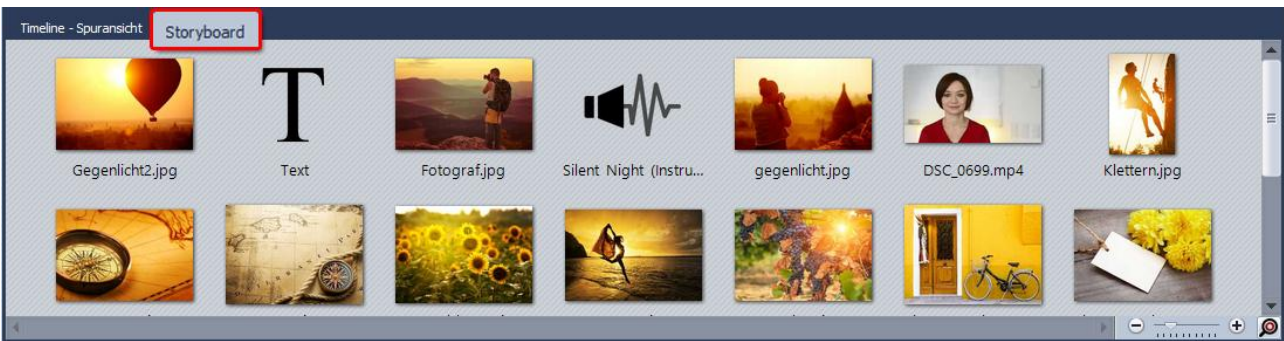 Timeline - Spuransicht
Storyboard
Gegenlicht2.jpg
Text
Fotograf.jpg
Silent Night (Instru...
gegenlicht.jpg
DSC_0699.mp4
Klettern.jpg